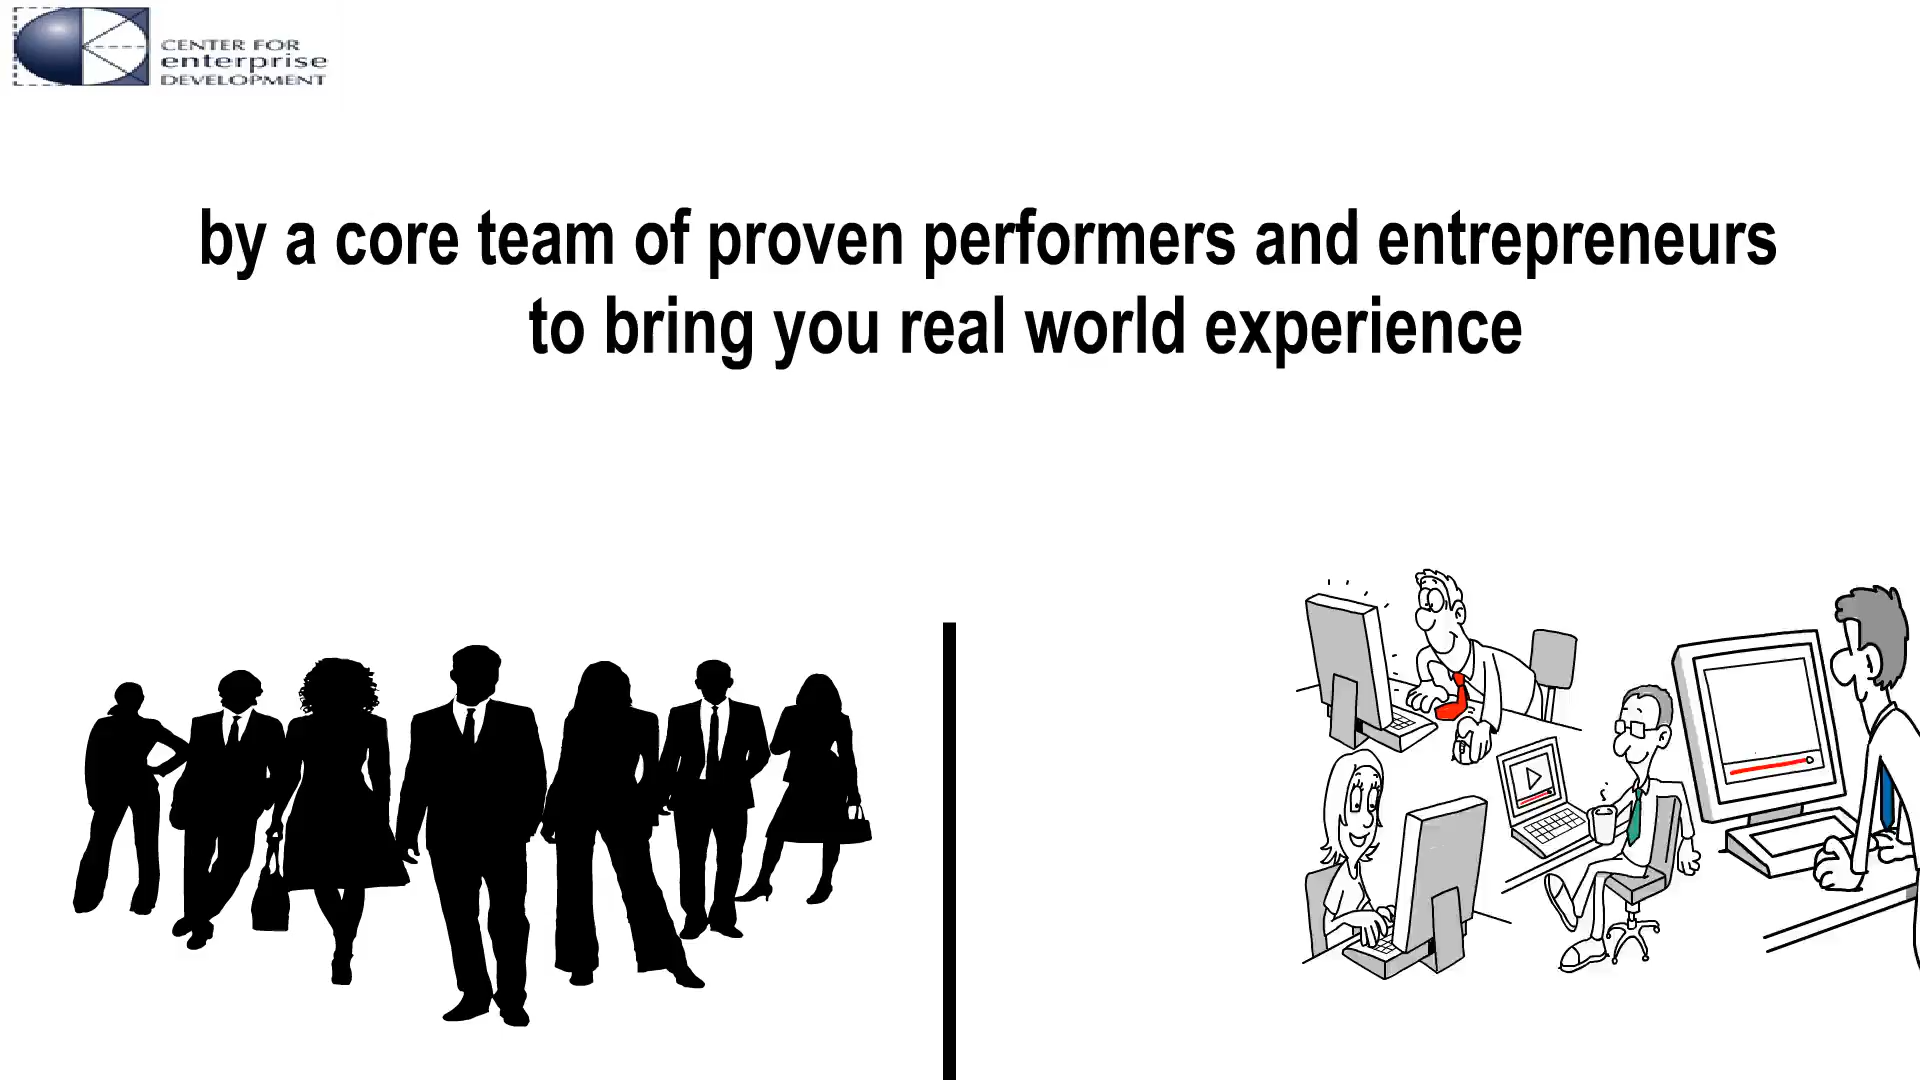 CENTER FOR
enterprise
DEVELOPMENT
by a core team of proven performers and entrepreneurs
to bring you real world experience